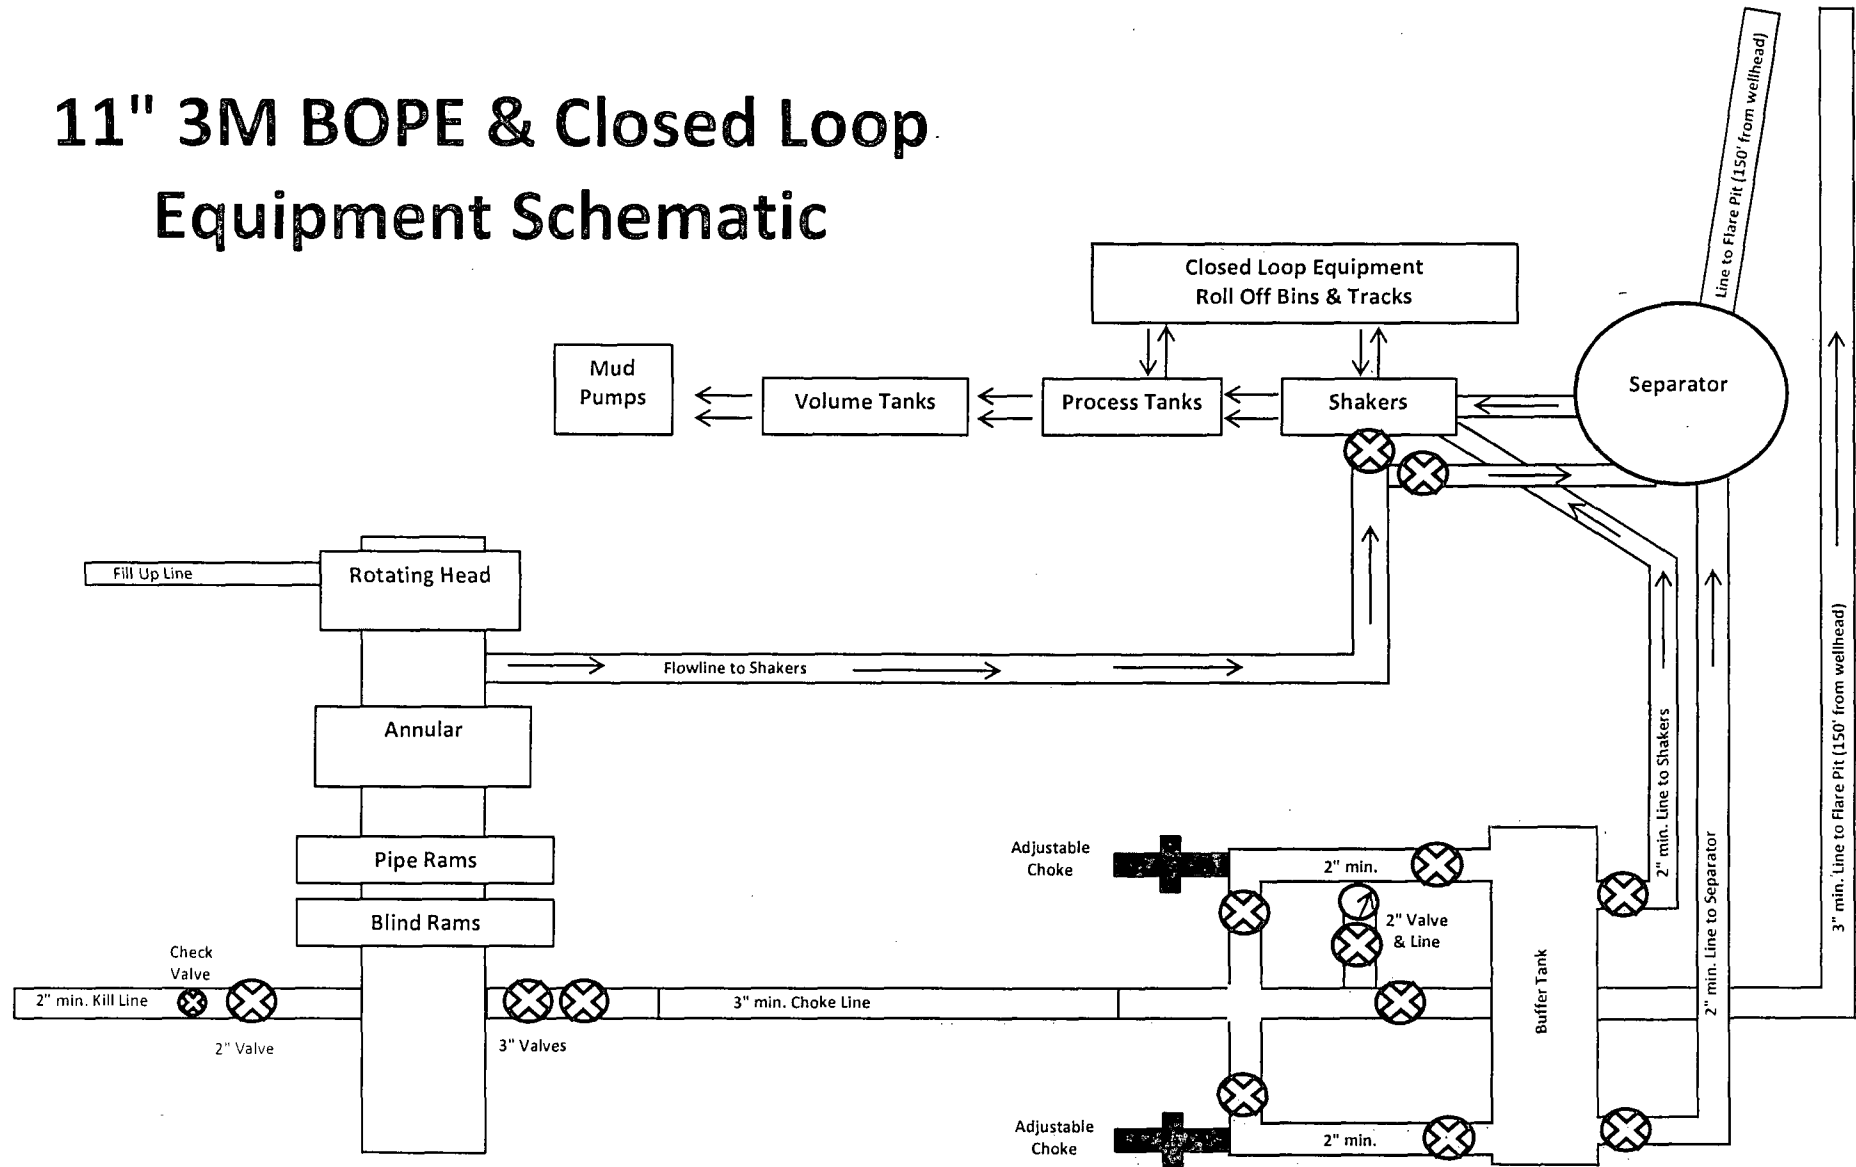 11" 3M BOPE & Closed Loop
Equipment Schematic
Line to Flare Pit (150' from wellhead)
Closed Loop Equipment
Roll Off Bins & Tracks
Mud
Pumps
Volume Tanks
Process Tanks
Shakers
Separator
Fill Up Line
Rotating Head
Flowline to Shakers
Annular
Pipe Rams
Blind Rams
Check
Valve
2" min. Kill Line
2" Valve
3" Valves
3" min. Choke Line
Adjustable
Choke
2" min.
2" Valve
& Line
Buffer Tank
Adjustable
Choke
2" min.
2" min. Line to Shakers
2" min. Line to Separator
3" min. Line to Flare Pit (150' from wellhead)